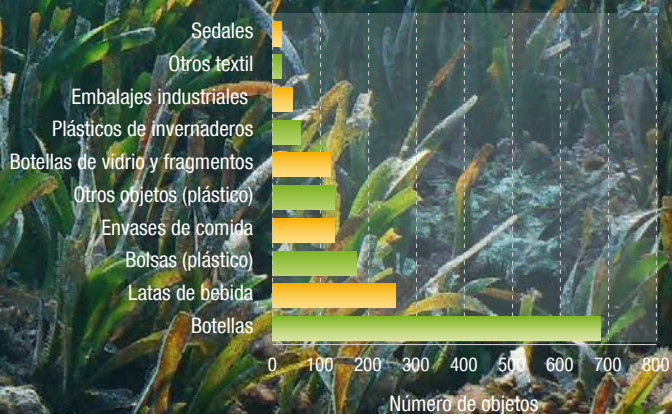 Sedales
Otros textil
Embalajes industriales
Plásticos de invernaderos
Botellas de vidrio y fragmentos
Otros objetos (plástico)
Envases de comida
Bolsas (plástico)
Latas de bebida
Botellas
0 100 200 300 400 500 600 700 800
Número de objetos